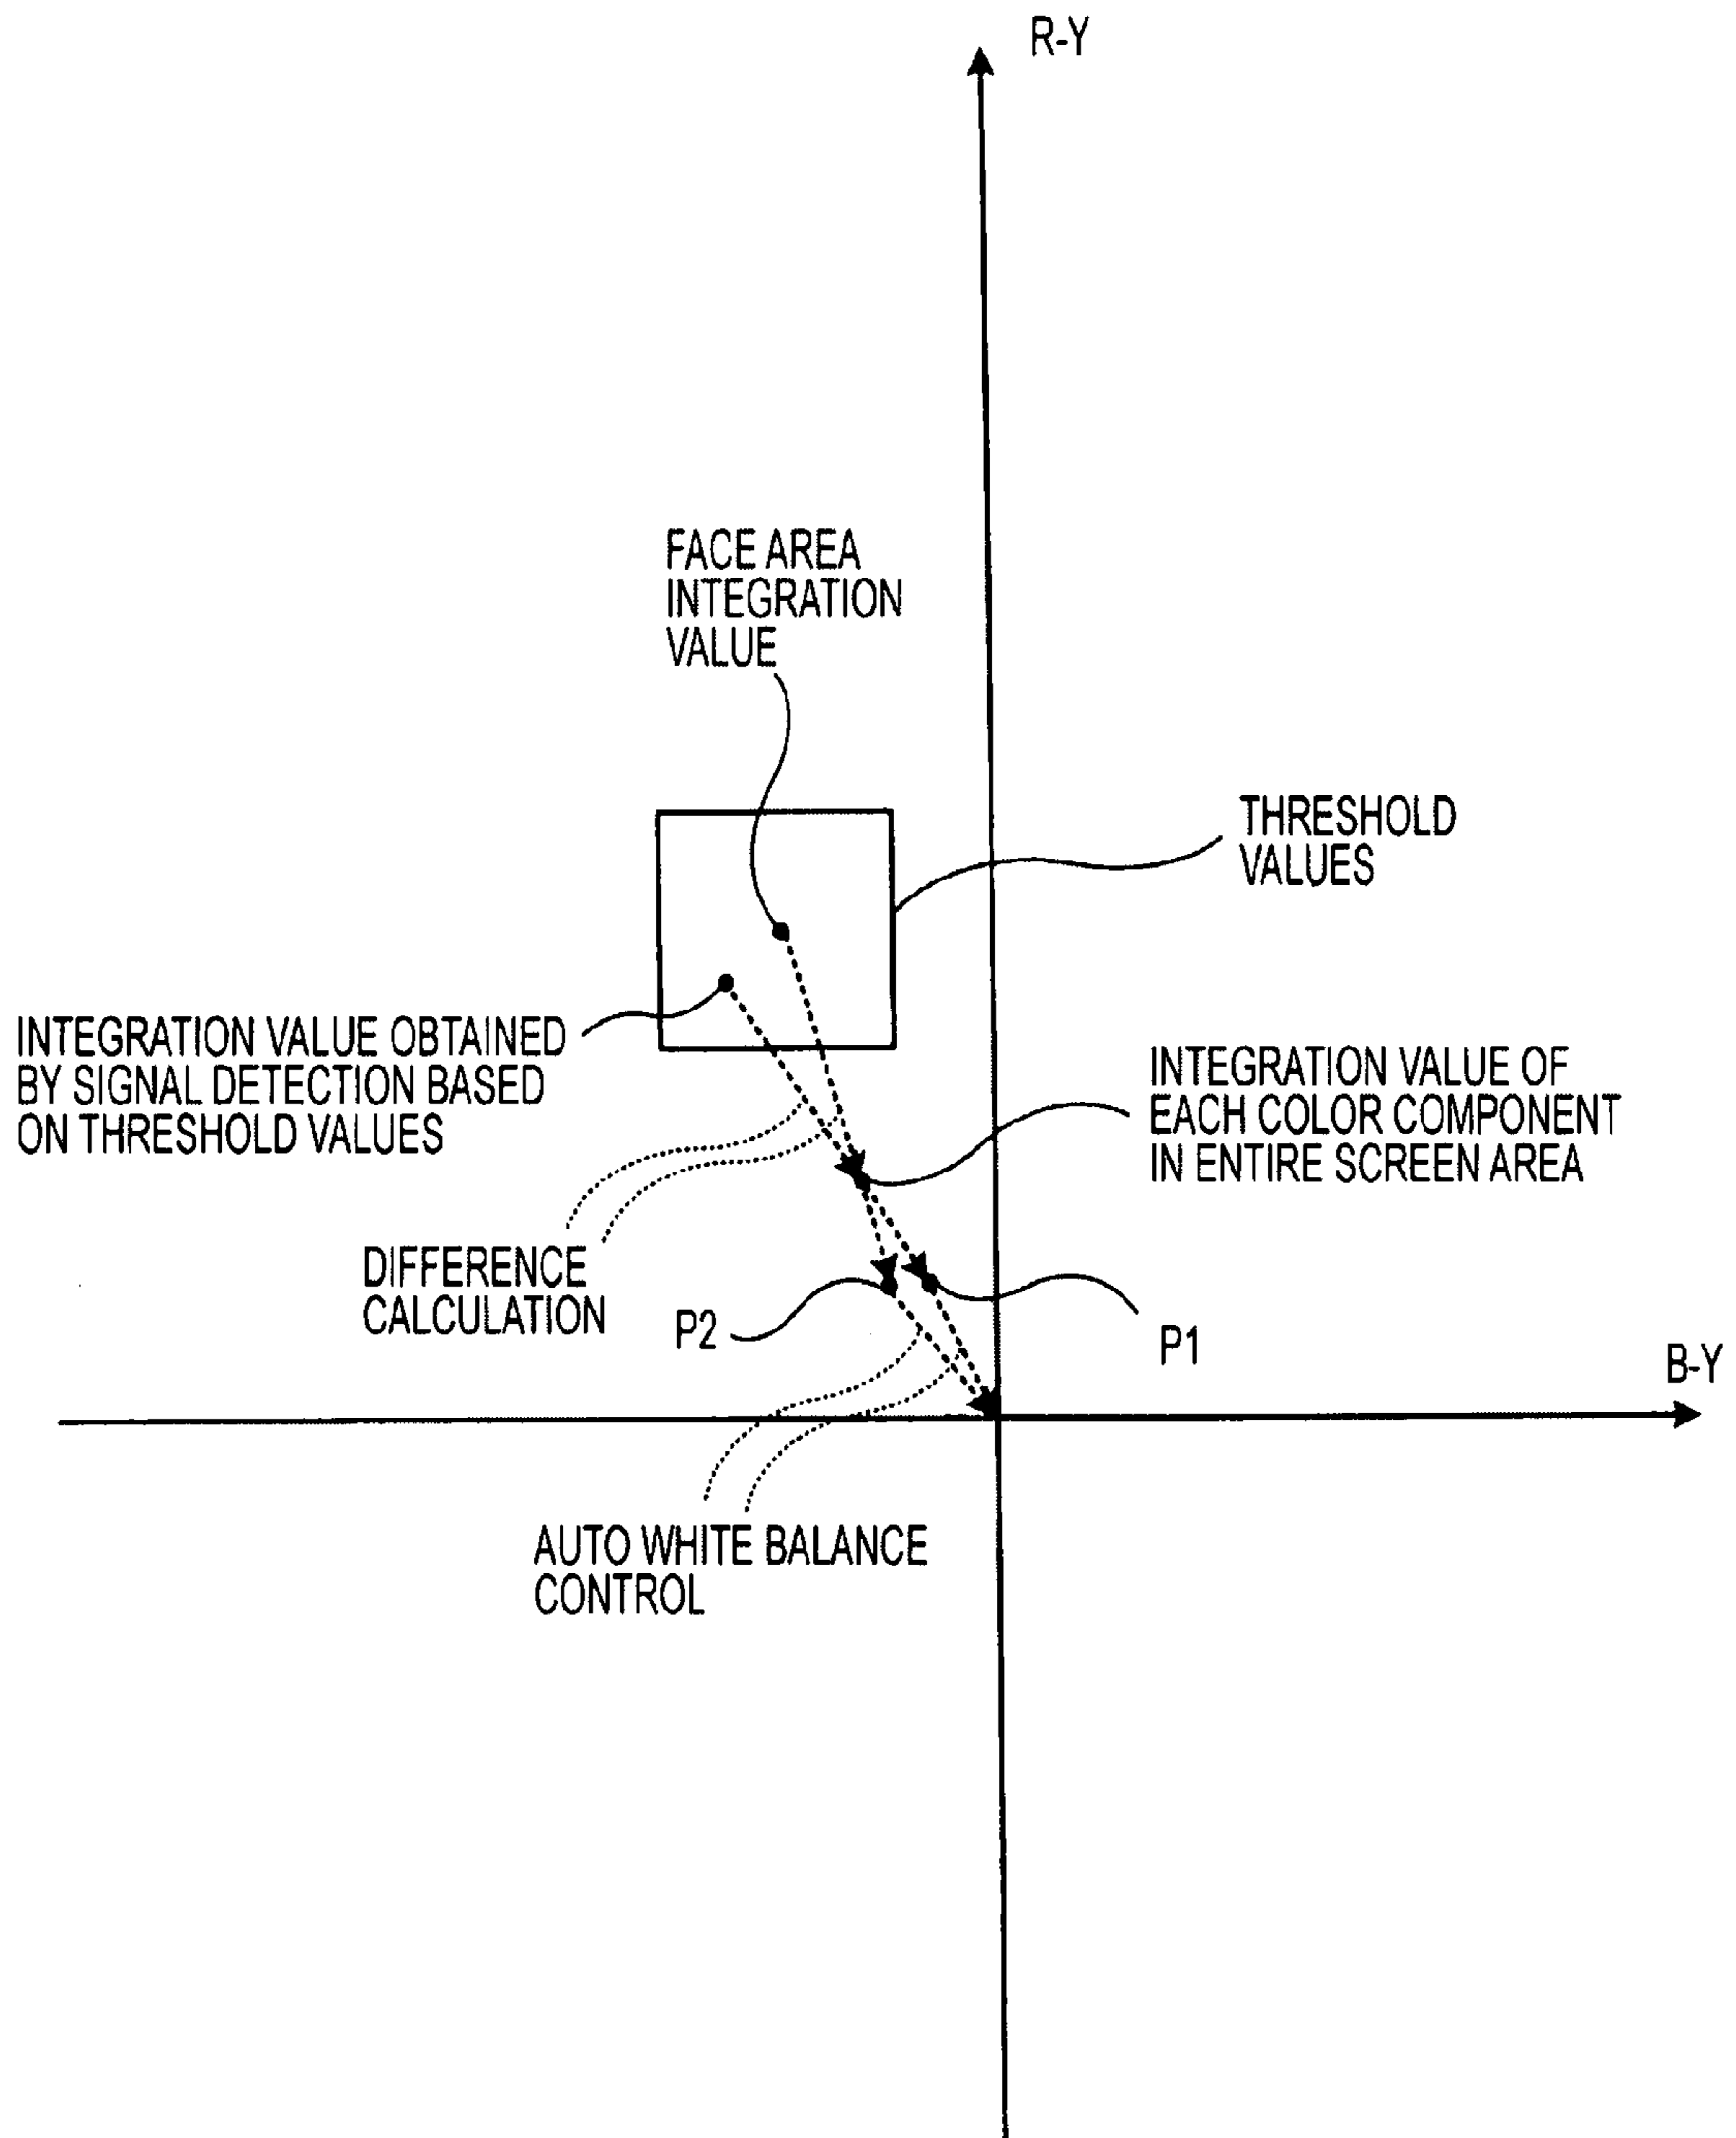 R-Y
FACE AREA
INTEGRATION
VALUE
THRESHOLD
VALUES
INTEGRATION VALUE OBTAINED
BY SIGNAL DETECTION BASED
ON THRESHOLD VALUES
INTEGRATION VALUE OF
EACH COLOR COMPONENT
IN ENTIRE SCREEN AREA
DIFFERENCE
CALCULATION
P2
P1
B-Y
AUTO WHITE BALANCE
CONTROL